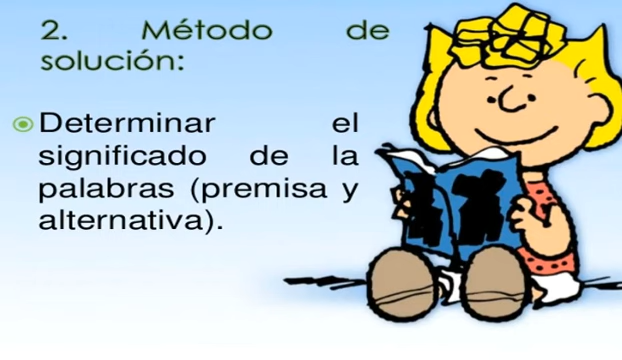 2. Método de
solución:
Determinar el
significado de la
palabras (premisa y
alternativa).